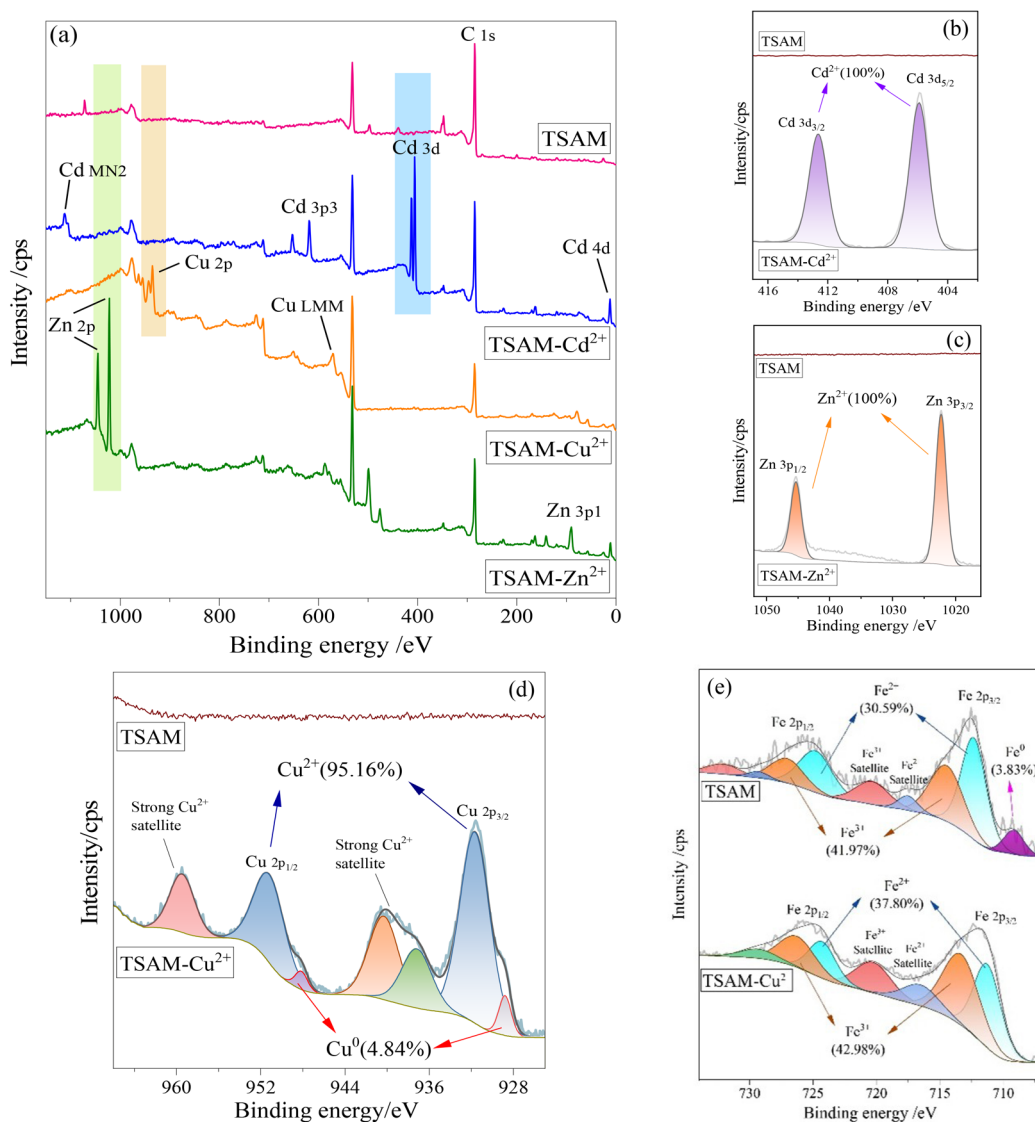 (a)
C 1s
TSAM
Cd MN2
Cd 3p3
Cd 3d
Cd 4d
Cu 2p
Zn 2p
Cu LMM
TSAM-Cd²⁺
TSAM-Cu²⁺
Zn 3p1
TSAM-Zn²⁺
Intensity /cps
1000
800
600
400
200
0
Binding energy /eV
(b)
TSAM
Cd²⁺(100%)
Cd 3d₅/₂
Cd 3d₃/₂
TSAM-Cd²⁺
Intensity/cps
416
412
408
404
Binding energy /eV
(c)
TSAM
Zn²⁺(100%)
Zn 3p₃/₂
Zn 3p₁/₂
TSAM-Zn²⁺
Intensity/cps
1050
1040
1030
1020
Binding energy /eV
(d)
TSAM
Cu²⁺(95.16%)
Cu 2p₃/₂
Strong Cu²⁺
satellite
Cu 2p₁/₂
Strong Cu²⁺
satellite
TSAM-Cu²⁺
Cu⁰(4.84%)
Intensity/cps
960
952
944
936
928
Binding energy/eV
(e)
Fe²⁻
(30.59%)
Fe 2p₃/₂
Fe 2p₁/₂
Fe³⁺
Satellite
Fe²
Satellite
Fe⁰
(3.83%)
TSAM
Fe³⁺
(41.97%)
Fe²⁺
(37.80%)
Fe 2p₁/₂
Fe³⁺
Satellite
Fe²⁺
Satellite
Fe 2p₃/₂
TSAM-Cu²
Fe³⁺
(42.98%)
Intensity /cps
730
725
720
715
710
Binding energy /eV